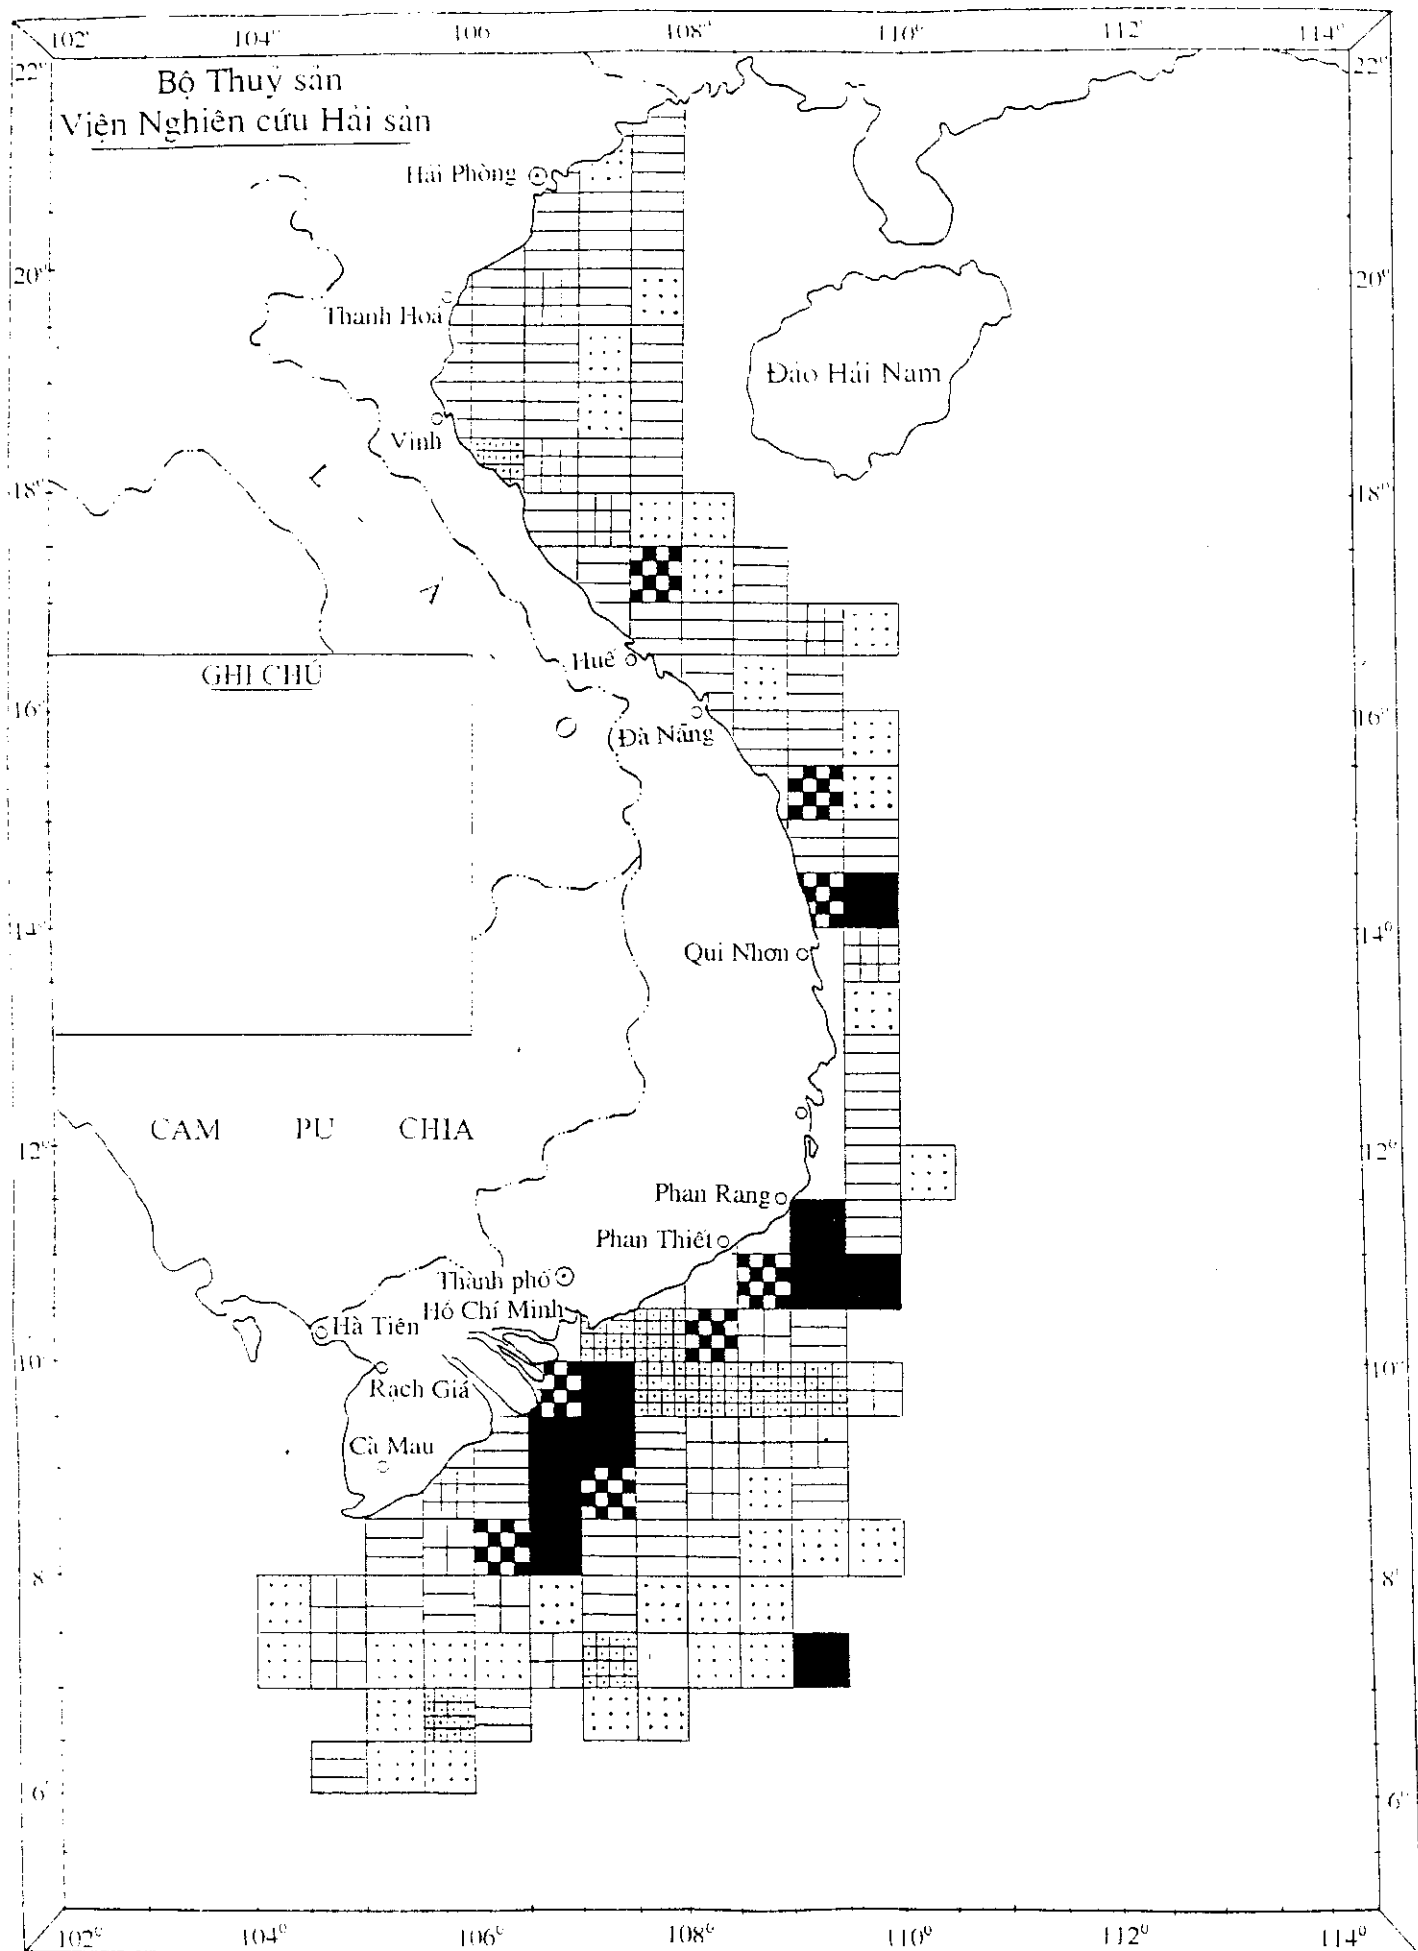 102° 104° 106 108° 110° 112° 114°
22° 22°
Bộ Thuỷ sản
Viện Nghiên cứu Hải sản
Hải Phòng
20° 20°
Thanh Hoá
Đảo Hải Nam
Vinh
L
18° 18°
A
Huế
GHI CHÚ
16° 16°
O
Đà Nẵng
14° 14°
Qui Nhơn
CAM PU CHIA
12° 12°
Phan Rang
Phan Thiết
Thành phố
Hồ Chí Minh
Hà Tiên
10° 10°
Rạch Giá
Cà Mau
8° 8°
6° 6°
102° 104° 106° 108° 110° 112° 114°